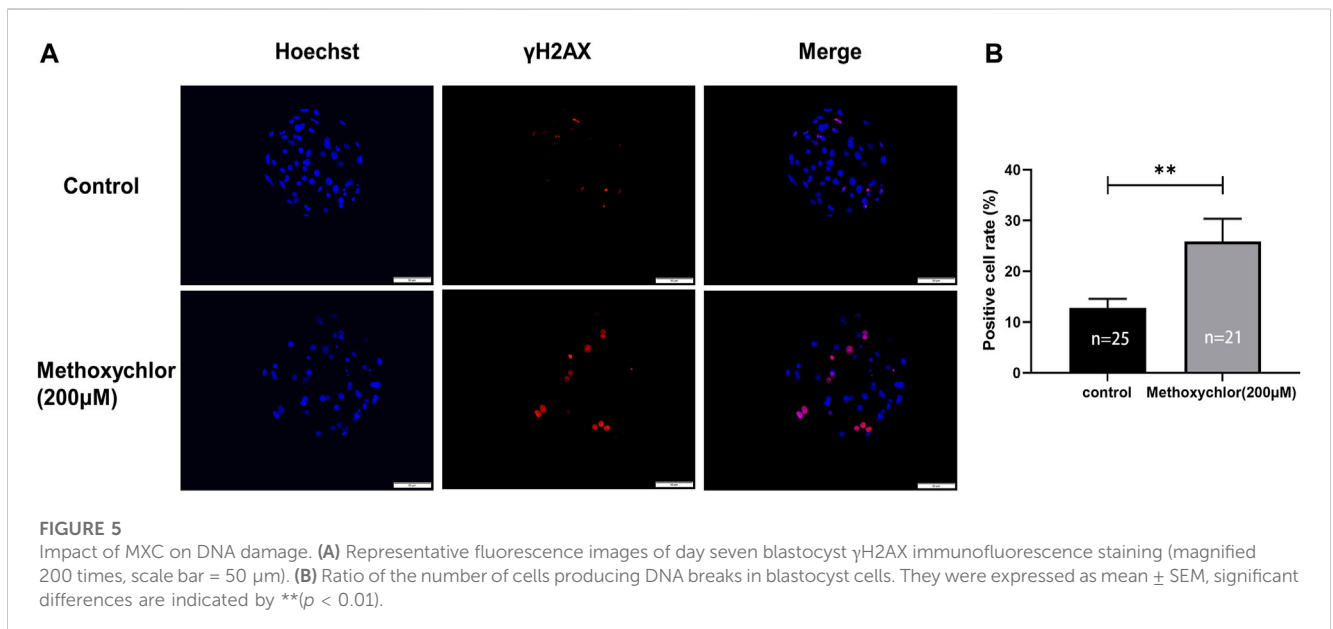 A
Hoechst
γH2AX
Merge
Control
Methoxychlor
(200μM)
B
Positive cell rate (%)
40
30
20
10
0
**
n=25
n=21
control
Methoxychlor(200μM)
FIGURE 5
Impact of MXC on DNA damage. (A) Representative fluorescence images of day seven blastocyst γH2AX immunofluorescence staining (magnified
200 times, scale bar = 50 μm). (B) Ratio of the number of cells producing DNA breaks in blastocyst cells. They were expressed as mean ± SEM, significant
differences are indicated by **(p < 0.01).